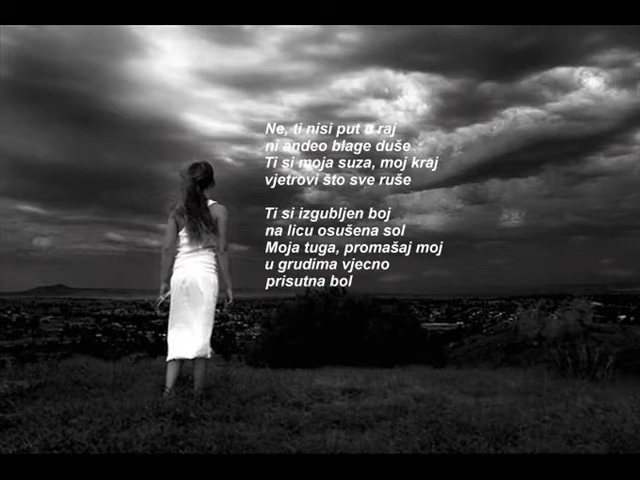 Ne, ti nisi put u raj
ni anđeo blage duše
Ti si moja suza, moj kraj
vjetrovi što sve ruše
Ti si izgubljen boj
na licu osušena sol
Moja tuga, promašaj moj
u grudima vjecno
prisutna bol